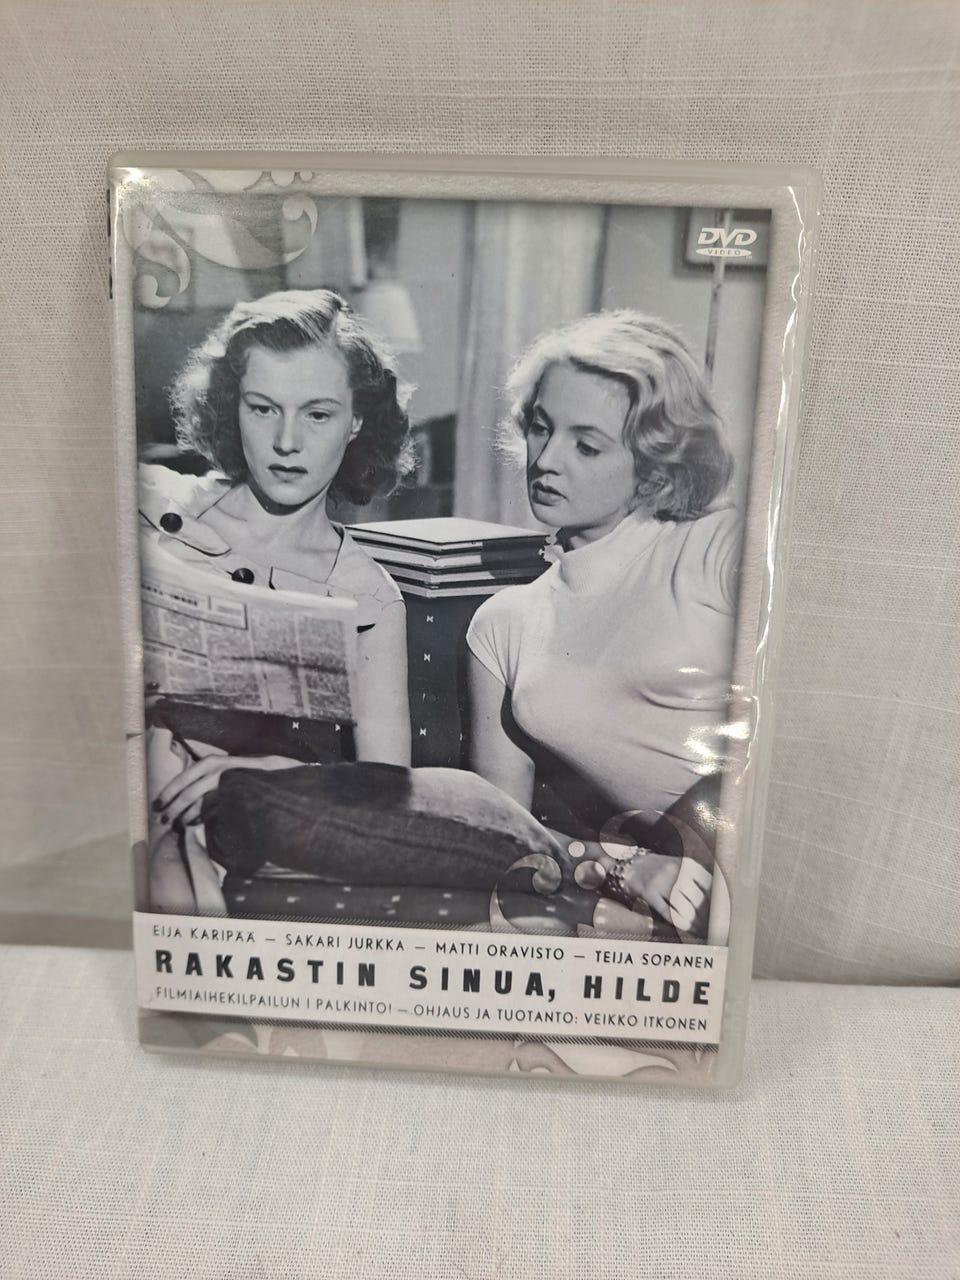 DVD
VIDEO
EIJA KARIPÄÄ – SAKARI JURKKA – MATTI ORAVISTO – TEIJA SOPANEN
RAKASTIN SINUA, HILDE
FILMIAIHEKILPAILUN I PALKINTO! – OHJAUS JA TUOTANTO: VEIKKO ITKONEN